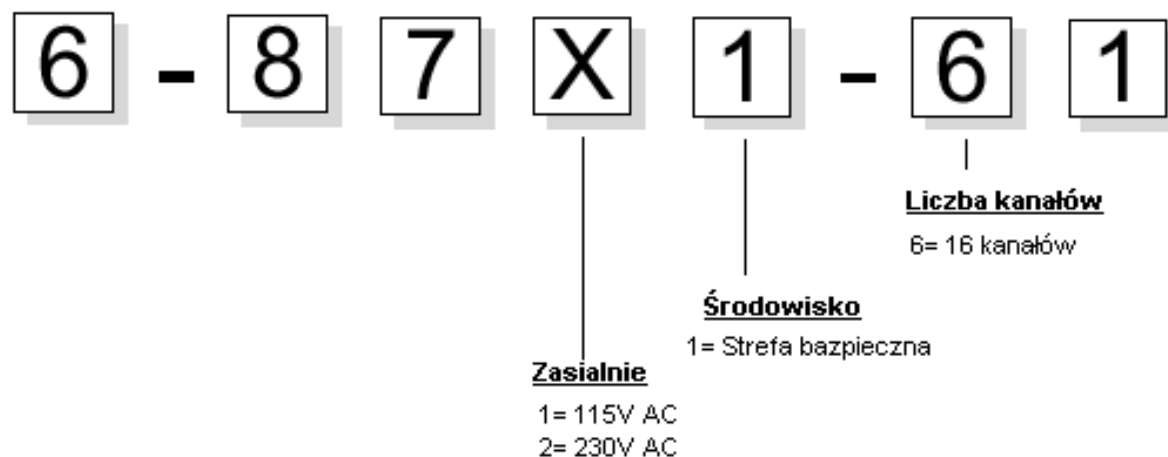 6 - 8 7 X 1 - 6 1
Liczba kanałów
6= 16 kanałów
Środowisko
1= Strefa bazpieczna
Zasialnie
1= 115V AC
2= 230V AC